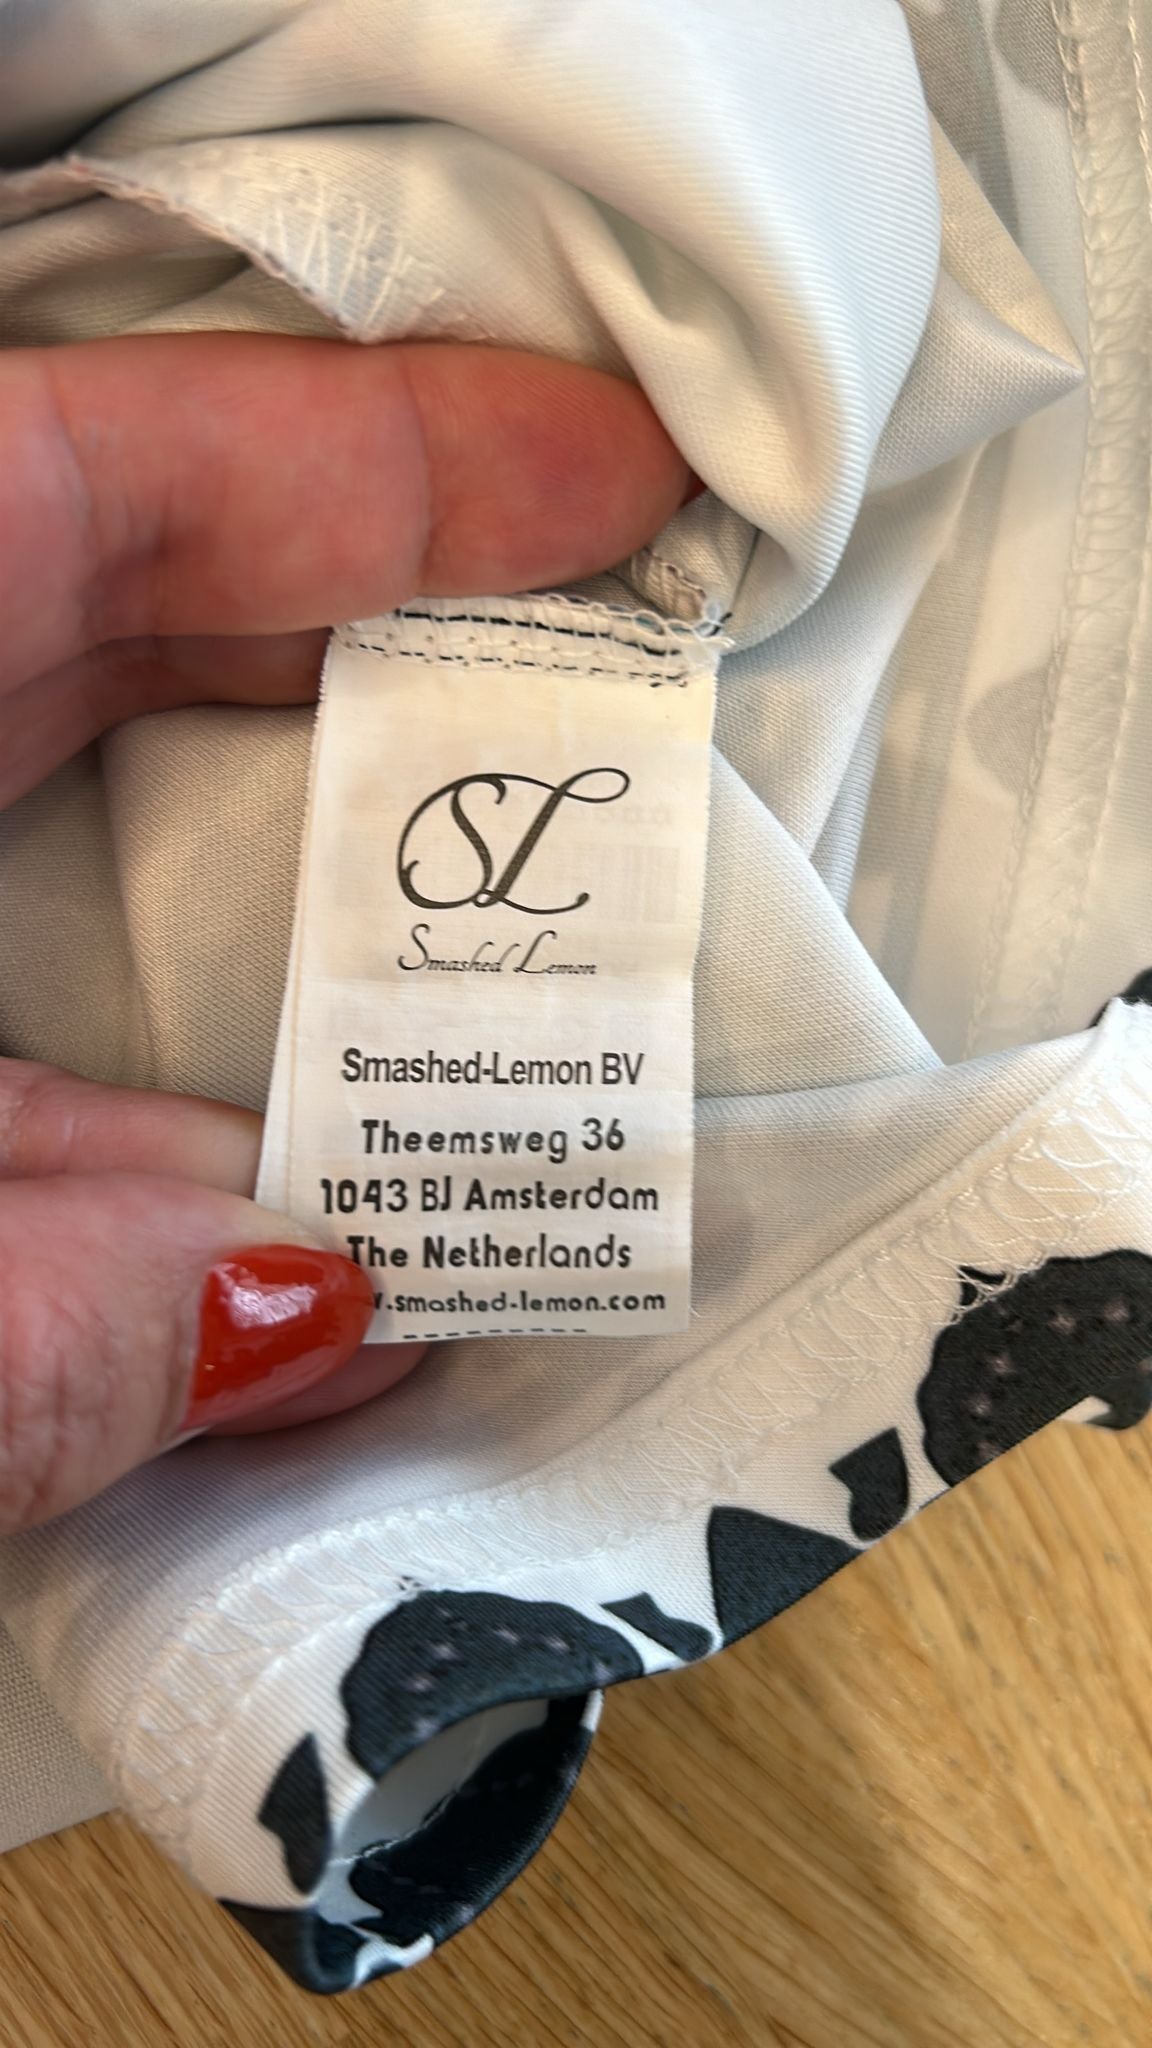 SL
Smashed Lemon
Smashed-Lemon BV
Theemsweg 36
1043 BJ Amsterdam
The Netherlands
.smashed-lemon.com